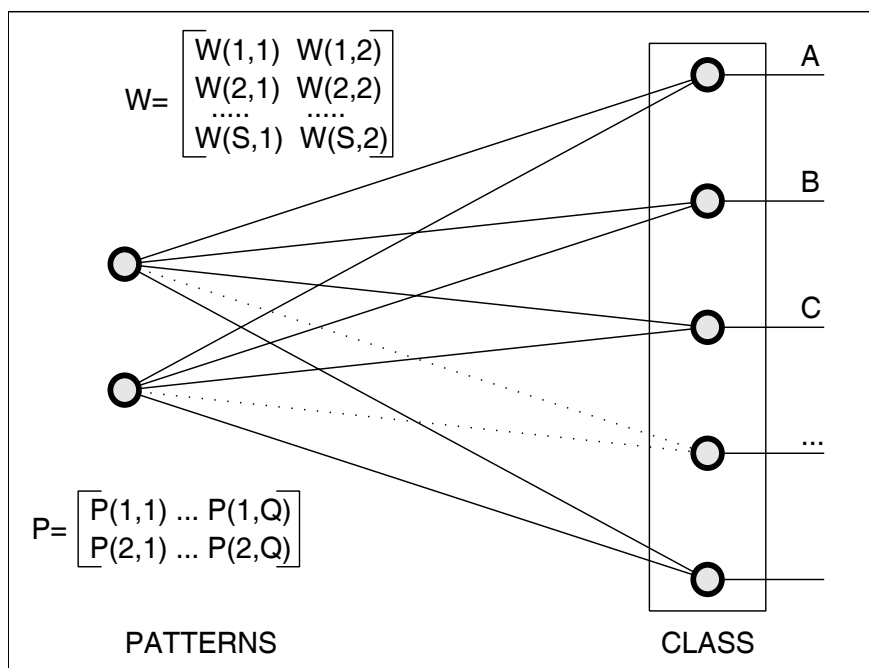 W(1,1) W(1,2)
W(2,1) W(2,2)
W=
..... .....
W(S,1) W(S,2)
A
B
C
...
P(1,1) ... P(1,Q)
P=
P(2,1) ... P(2,Q)
PATTERNS CLASS